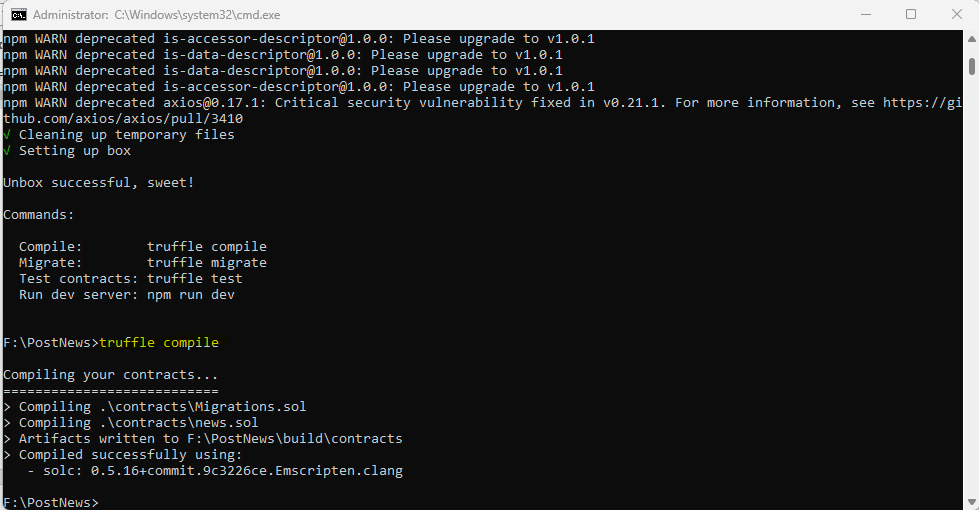 Administrator: C:\Windows\system32\cmd.exe
npm WARN deprecated is-accessor-descriptor@1.0.0: Please upgrade to v1.0.1
npm WARN deprecated is-data-descriptor@1.0.0: Please upgrade to v1.0.1
npm WARN deprecated is-data-descriptor@1.0.0: Please upgrade to v1.0.1
npm WARN deprecated is-accessor-descriptor@1.0.0: Please upgrade to v1.0.1
npm WARN deprecated axios@0.17.1: Critical security vulnerability fixed in v0.21.1. For more information, see https://gi
thub.com/axios/axios/pull/3410
√ Cleaning up temporary files
√ Setting up box
Unbox successful, sweet!
Commands:
Compile: truffle compile
Migrate: truffle migrate
Test contracts: truffle test
Run dev server: npm run dev
F:\PostNews>truffle compile
Compiling your contracts...
===========================
> Compiling .\contracts\Migrations.sol
> Compiling .\contracts\news.sol
> Artifacts written to F:\PostNews\build\contracts
> Compiled successfully using:
- solc: 0.5.16+commit.9c3226ce.Emscripten.clang
F:\PostNews>